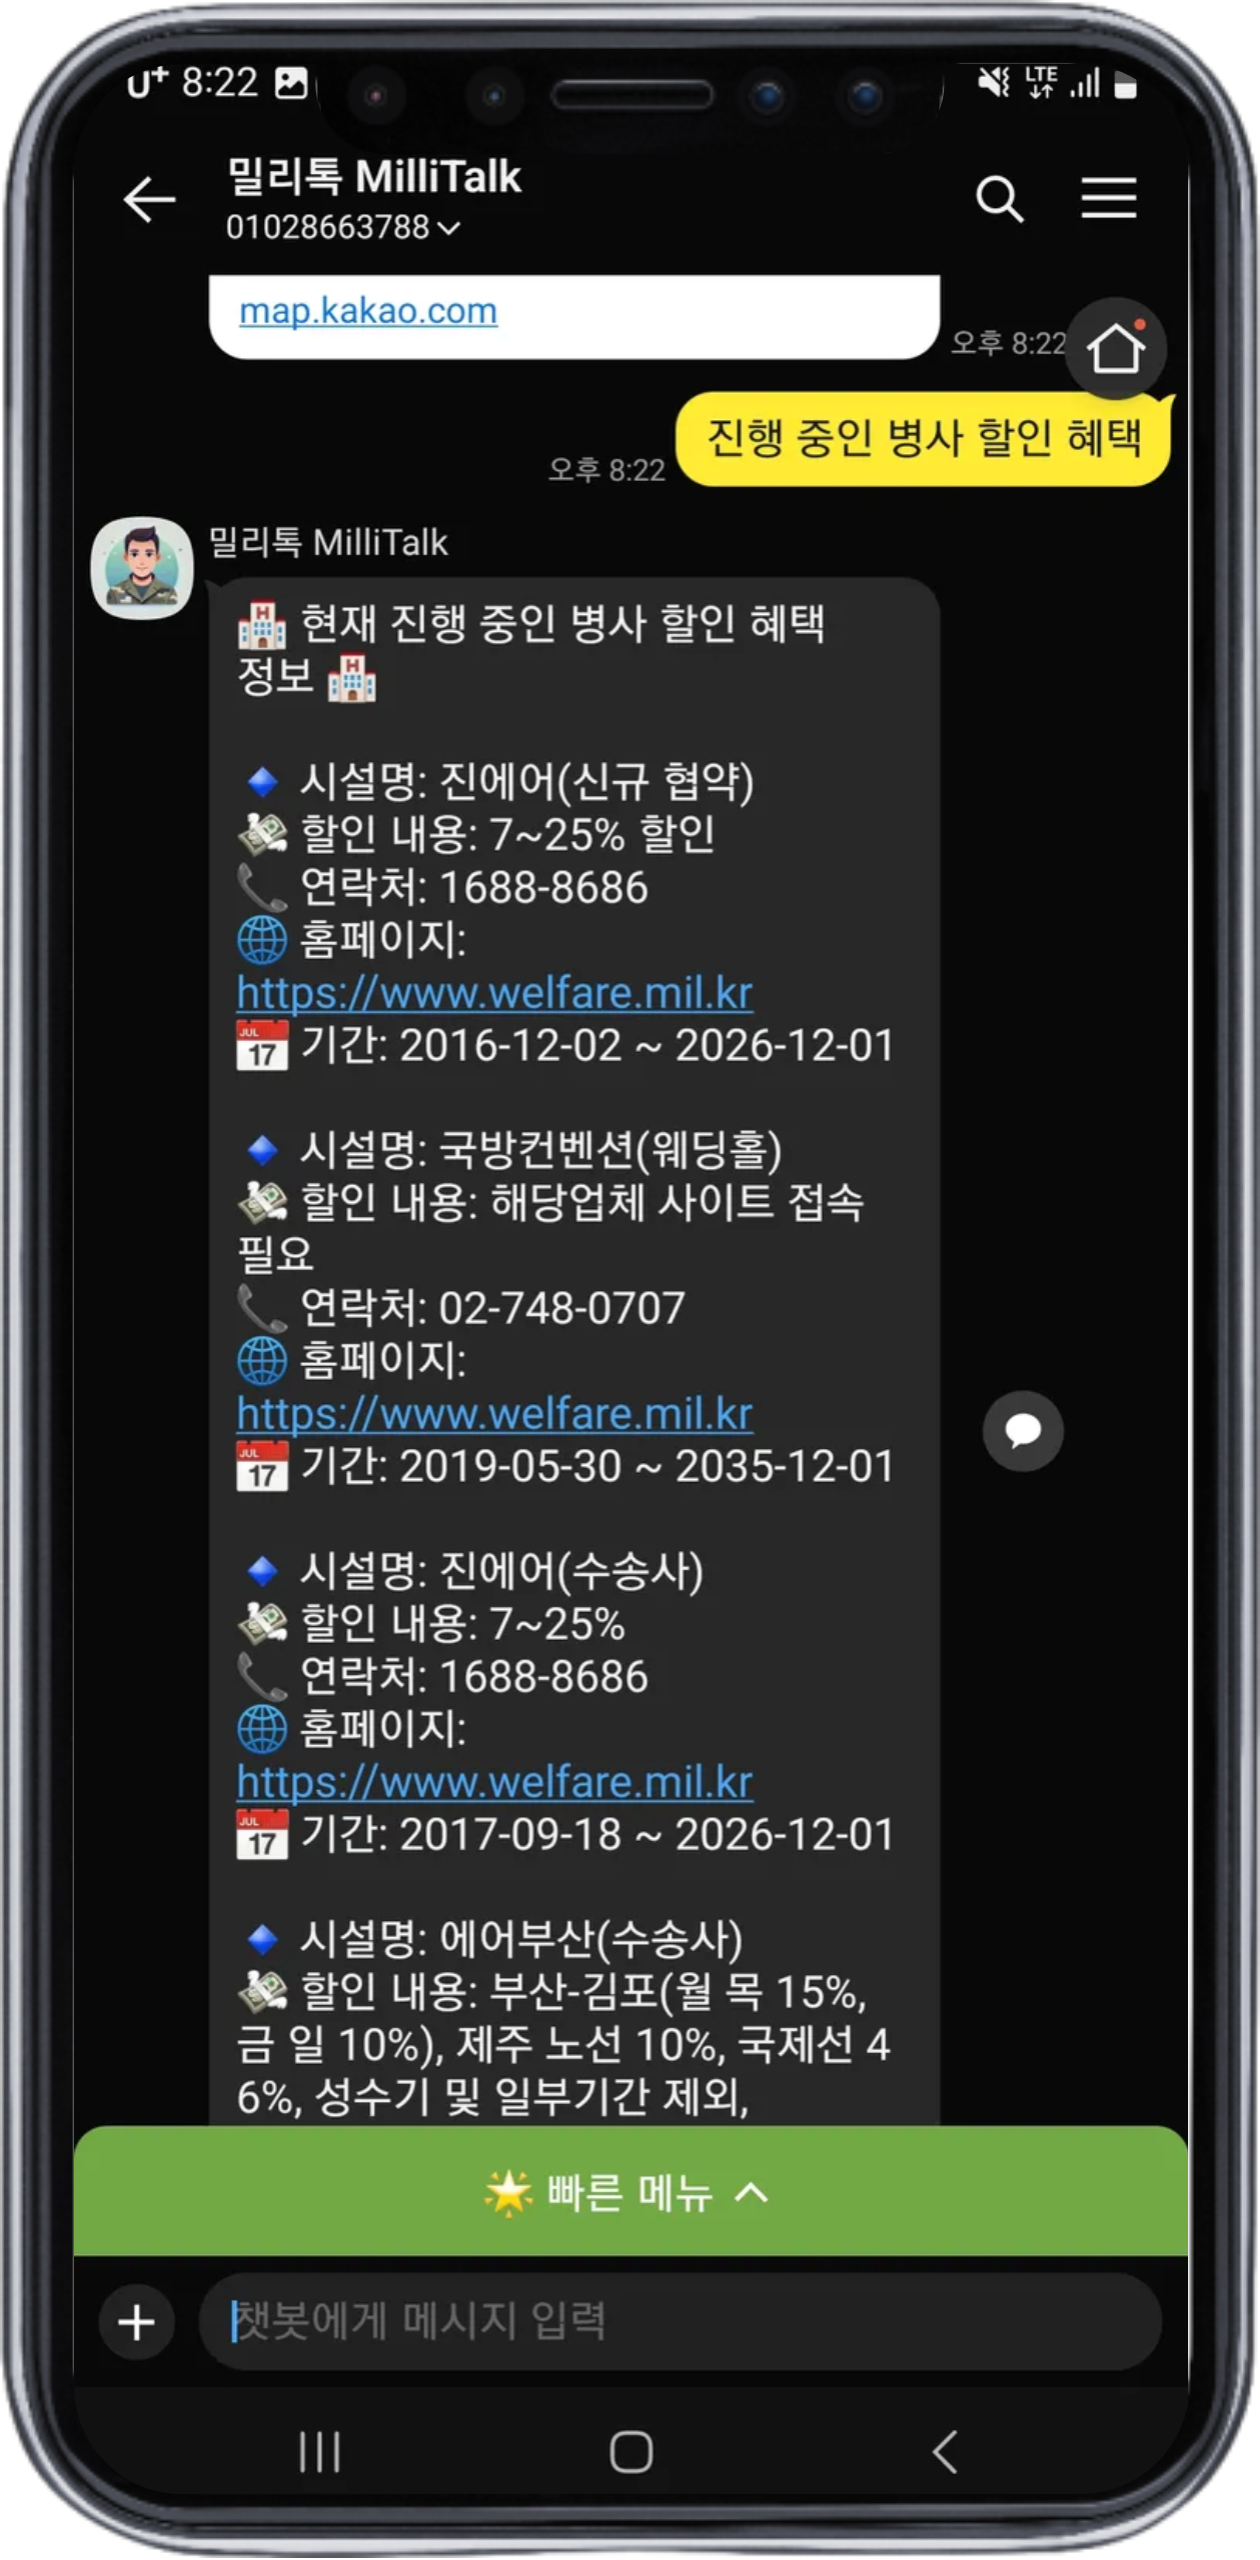 U+ 8:22
LTE
밀리톡 MilliTalk
01028663788
map.kakao.com
오후 8:22
진행 중인 병사 할인 혜택
오후 8:22
밀리톡 MilliTalk
현재 진행 중인 병사 할인 혜택
정보
시설명: 진에어(신규 협약)
할인 내용: 7~25% 할인
연락처: 1688-8686
홈페이지:
https://www.welfare.mil.kr
JUL 17 기간: 2016-12-02 ~ 2026-12-01
시설명: 국방컨벤션(웨딩홀)
할인 내용: 해당업체 사이트 접속
필요
연락처: 02-748-0707
홈페이지:
https://www.welfare.mil.kr
JUL 17 기간: 2019-05-30 ~ 2035-12-01
시설명: 진에어(수송사)
할인 내용: 7~25%
연락처: 1688-8686
홈페이지:
https://www.welfare.mil.kr
JUL 17 기간: 2017-09-18 ~ 2026-12-01
시설명: 에어부산(수송사)
할인 내용: 부산-김포(월 목 15%,
금 일 10%), 제주 노선 10%, 국제선 4
6%, 성수기 및 일부기간 제외,
빠른 메뉴
챗봇에게 메시지 입력